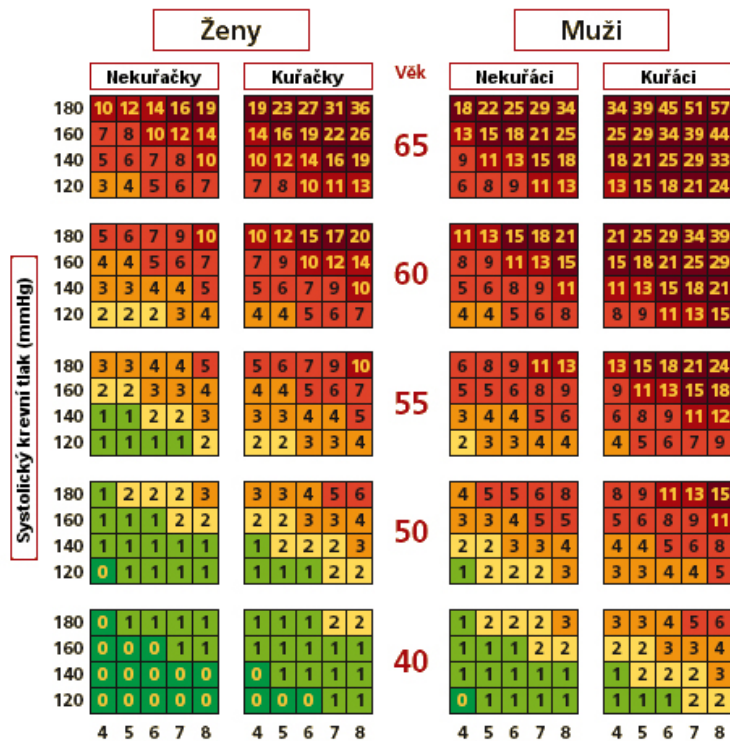 Ženy Muži
Nekuřačky Kuřačky Věk Nekuřáci Kuřáci
Systolický krevní tlak (mmHg)
180 10 12 14 16 19 19 23 27 31 36 18 22 25 29 34 34 39 45 51 57
160 7 8 10 12 14 14 16 19 22 26 13 15 18 21 25 25 29 34 39 44
65
140 5 6 7 8 10 10 12 14 16 19 9 11 13 15 18 18 21 25 29 33
120 3 4 5 6 7 7 8 10 11 13 6 8 9 11 13 13 15 18 21 24
180 5 6 7 9 10 10 12 15 17 20 11 13 15 18 21 21 25 29 34 39
160 4 4 5 6 7 7 9 10 12 14 8 9 11 13 15 15 18 21 25 29
60
140 3 3 4 4 5 5 6 7 9 10 5 6 8 9 11 11 13 15 18 21
120 2 2 2 3 4 4 4 5 6 7 4 4 5 6 8 8 9 11 13 15
180 3 3 4 4 5 5 6 7 9 10 6 8 9 11 13 13 15 18 21 24
160 2 2 3 3 4 4 4 5 6 7 5 5 6 8 9 9 11 13 15 18
55
140 1 1 2 2 3 3 3 4 4 5 3 4 4 5 6 6 8 9 11 12
120 1 1 1 1 2 2 2 3 3 4 2 3 3 4 4 4 5 6 7 9
180 1 2 2 2 3 3 3 4 5 6 4 5 5 6 8 8 9 11 13 15
160 1 1 1 2 2 2 2 3 3 4 3 3 4 5 5 5 6 8 9 11
50
140 1 1 1 1 1 1 2 2 2 3 2 2 3 3 4 4 4 5 6 8
120 0 1 1 1 1 1 1 1 2 2 1 2 2 2 3 3 3 4 4 5
180 0 1 1 1 1 1 1 1 2 2 1 2 2 2 3 3 3 4 5 6
160 0 0 0 1 1 1 1 1 1 1 1 1 1 2 2 2 2 3 3 4
40
140 0 0 0 0 0 0 1 1 1 1 1 1 1 1 1 1 2 2 2 3
120 0 0 0 0 0 0 0 0 1 1 0 1 1 1 1 1 1 1 2 2
4 5 6 7 8 4 5 6 7 8 4 5 6 7 8 4 5 6 7 8